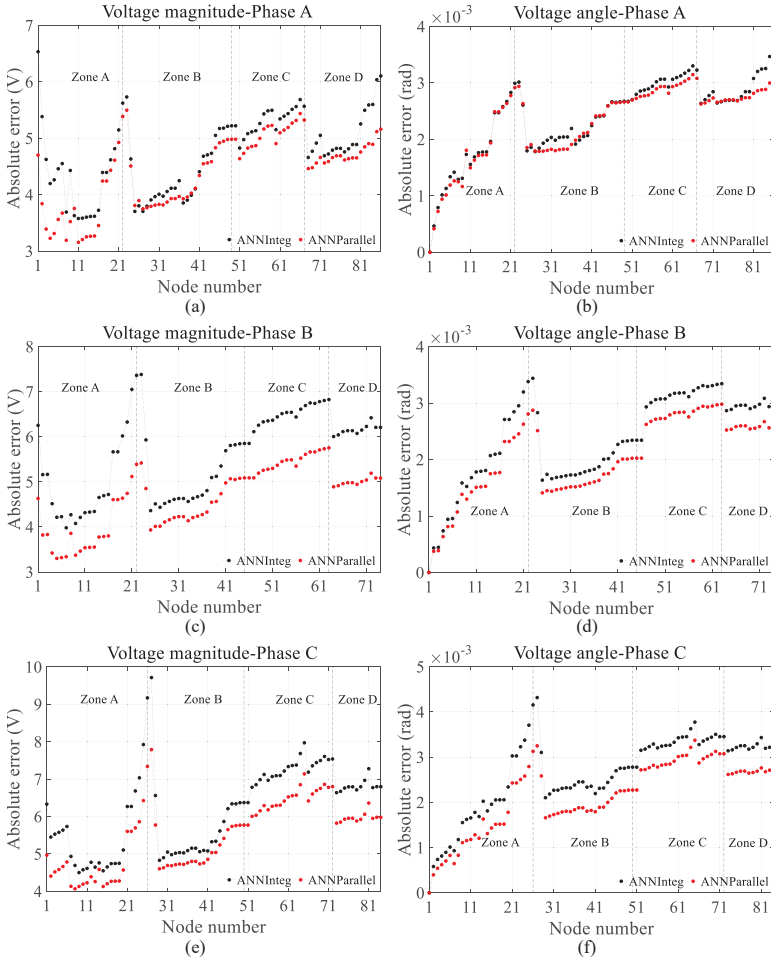 Voltage magnitude-Phase A
Absolute error (V)
7
6
5
4
3
Zone A
Zone B
Zone C
Zone D
ANNInteg
ANNParallel
1 11 21 31 41 51 61 71 81
Node number
(a)
Voltage angle-Phase A
×10⁻³
Absolute error (rad)
4
3
2
1
0
Zone A
Zone B
Zone C
Zone D
ANNInteg
ANNParallel
1 11 21 31 41 51 61 71 81
Node number
(b)
Voltage magnitude-Phase B
Absolute error (V)
8
7
6
5
4
3
Zone A
Zone B
Zone C
Zone D
ANNInteg
ANNParallel
1 11 21 31 41 51 61 71
Node number
(c)
Voltage angle-Phase B
×10⁻³
Absolute error (rad)
4
3
2
1
0
Zone A
Zone B
Zone C
Zone D
ANNInteg
ANNParallel
1 11 21 31 41 51 61 71
Node number
(d)
Voltage magnitude-Phase C
Absolute error (V)
10
9
8
7
6
5
4
Zone A
Zone B
Zone C
Zone D
ANNInteg
ANNParallel
1 11 21 31 41 51 61 71 81
Node number
(e)
Voltage angle-Phase C
×10⁻³
Absolute error (rad)
5
4
3
2
1
0
Zone A
Zone B
Zone C
Zone D
ANNInteg
ANNParallel
1 11 21 31 41 51 61 71 81
Node number
(f)